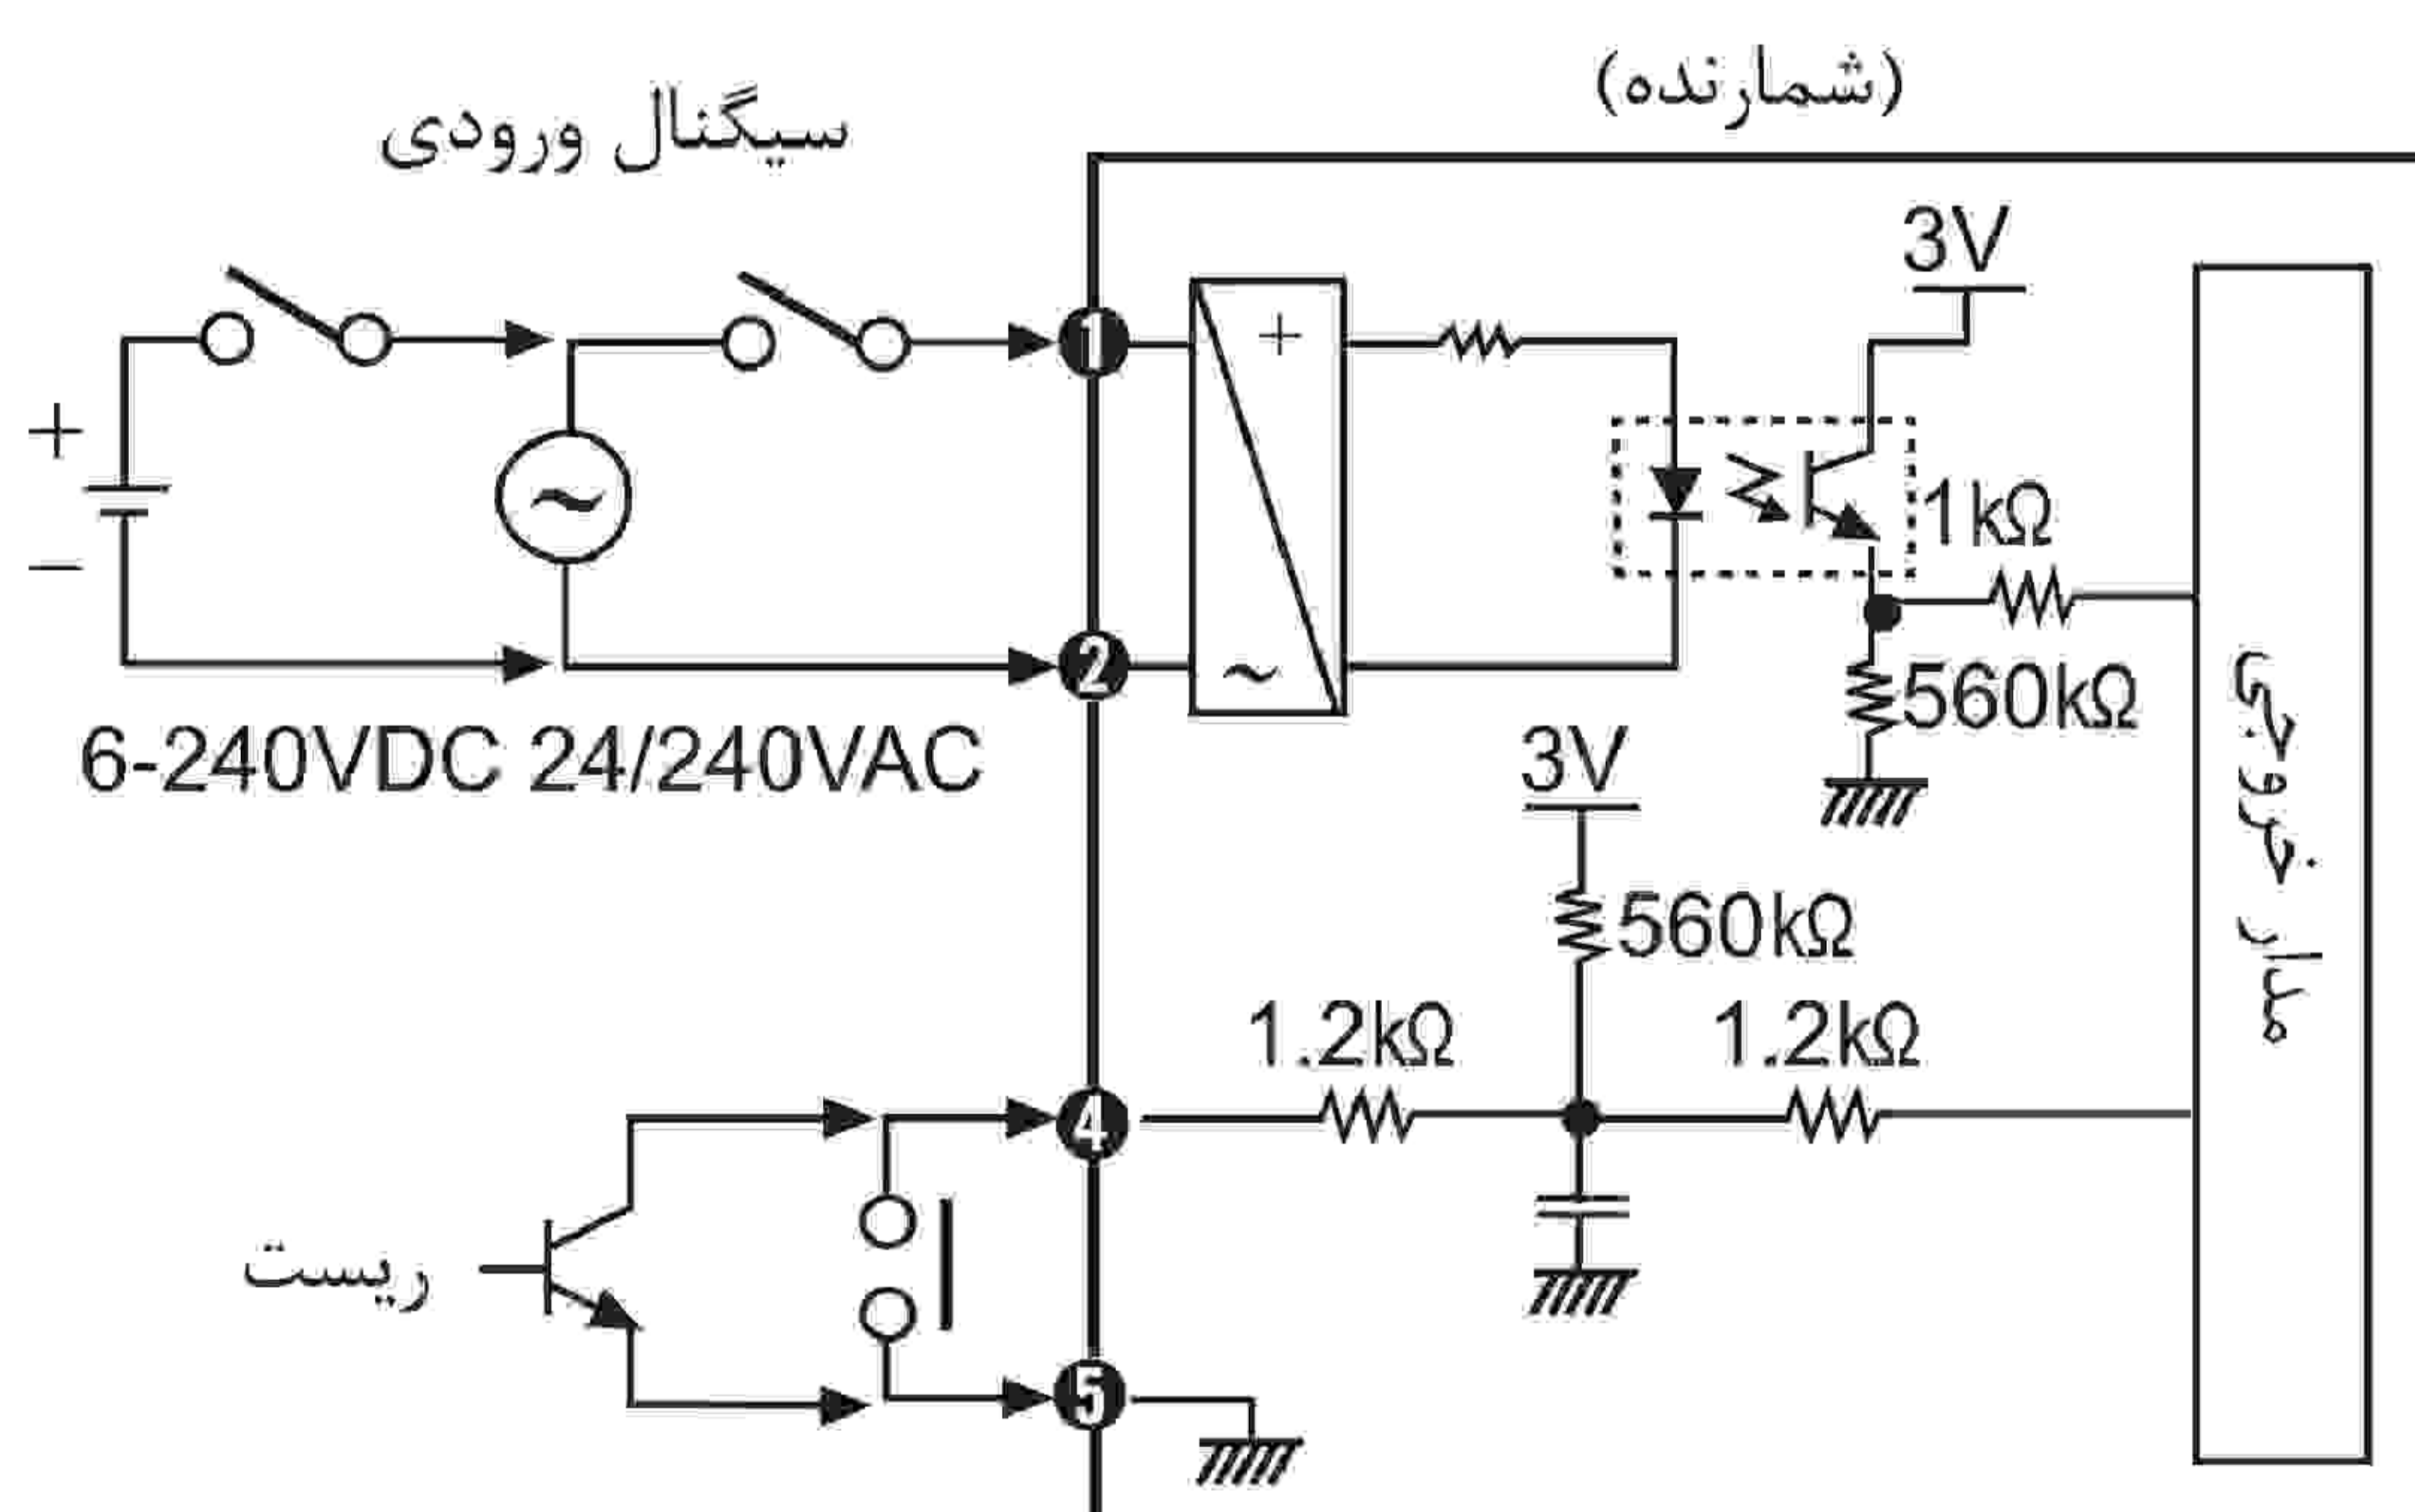 (شمارنده)
سیگنال ورودی
3V
+
+
1
~
1kΩ
−
~
2
560kΩ
6-240VDC 24/240VAC
3V
مدار خروجی
560kΩ
1.2kΩ
1.2kΩ
4
ریست
5